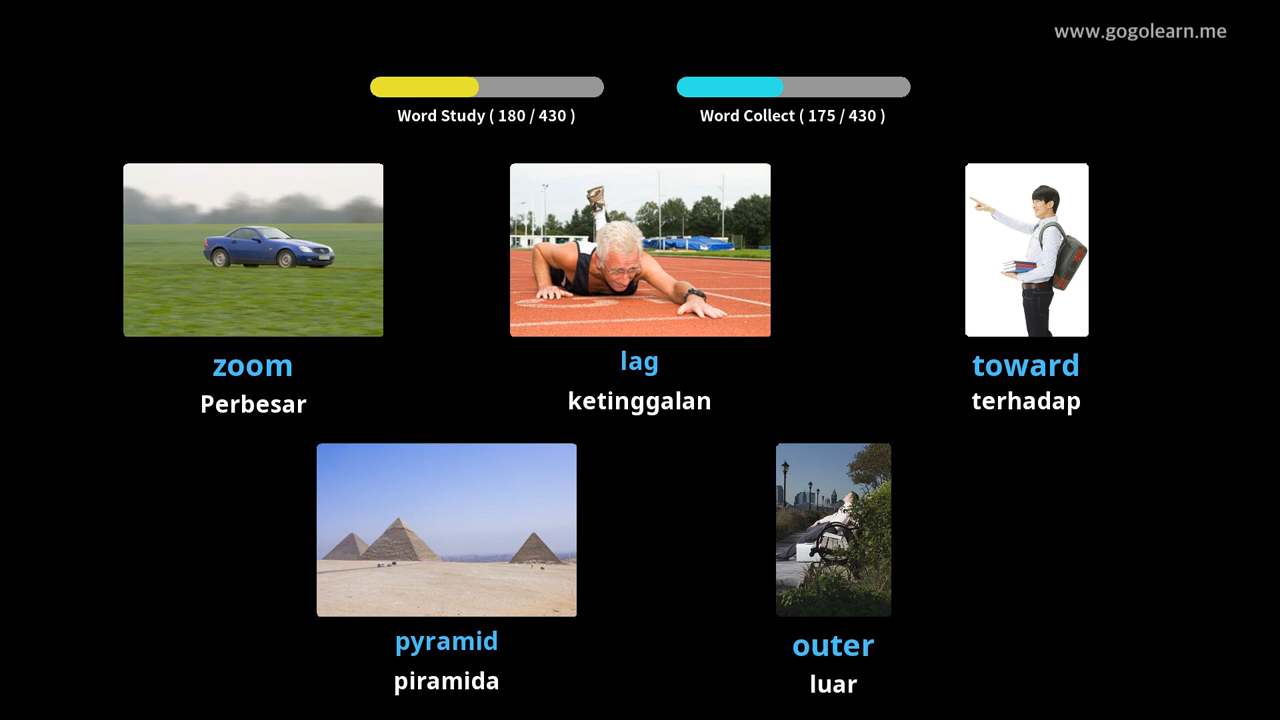 www.gogolearn.me
Word Study ( 180 / 430 )
Word Collect ( 175 / 430 )
zoom
Perbesar
lag
ketinggalan
toward
terhadap
pyramid
piramida
outer
luar